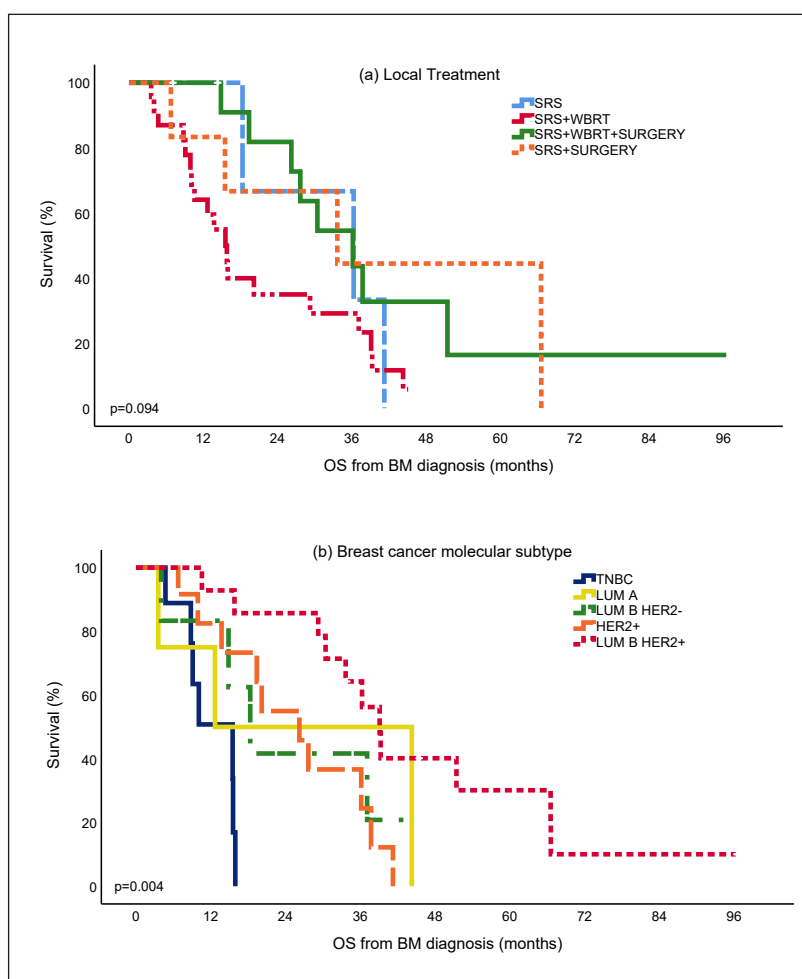 (a) Local Treatment
SRS
SRS+WBRT
SRS+WBRT+SURGERY
SRS+SURGERY
100
80
60
40
20
0
Survival (%)
p=0.094
0 12 24 36 48 60 72 84 96
OS from BM diagnosis (months)
(b) Breast cancer molecular subtype
TNBC
LUM A
LUM B HER2-
HER2+
LUM B HER2+
100
80
60
40
20
0
Survival (%)
p=0.004
0 12 24 36 48 60 72 84 96
OS from BM diagnosis (months)